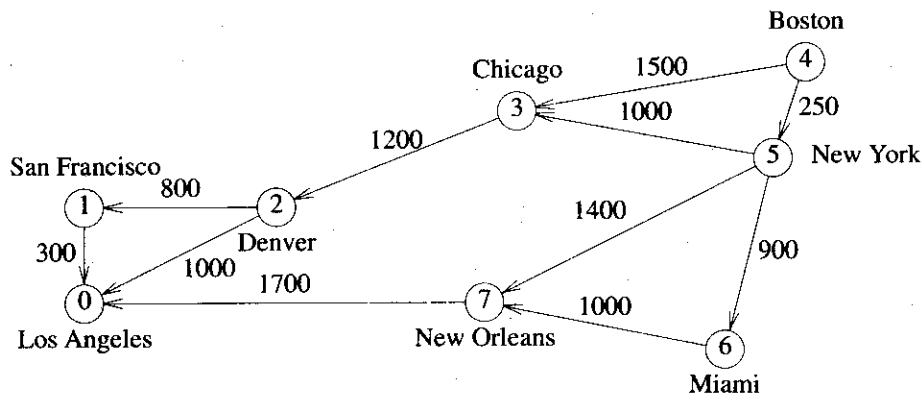 Boston
4
1500
Chicago
3
250
1000
1200
5
New York
San Francisco
800
1
2
1400
Denver
300
1000
900
1700
0
7
1000
Los Angeles
New Orleans
6
Miami